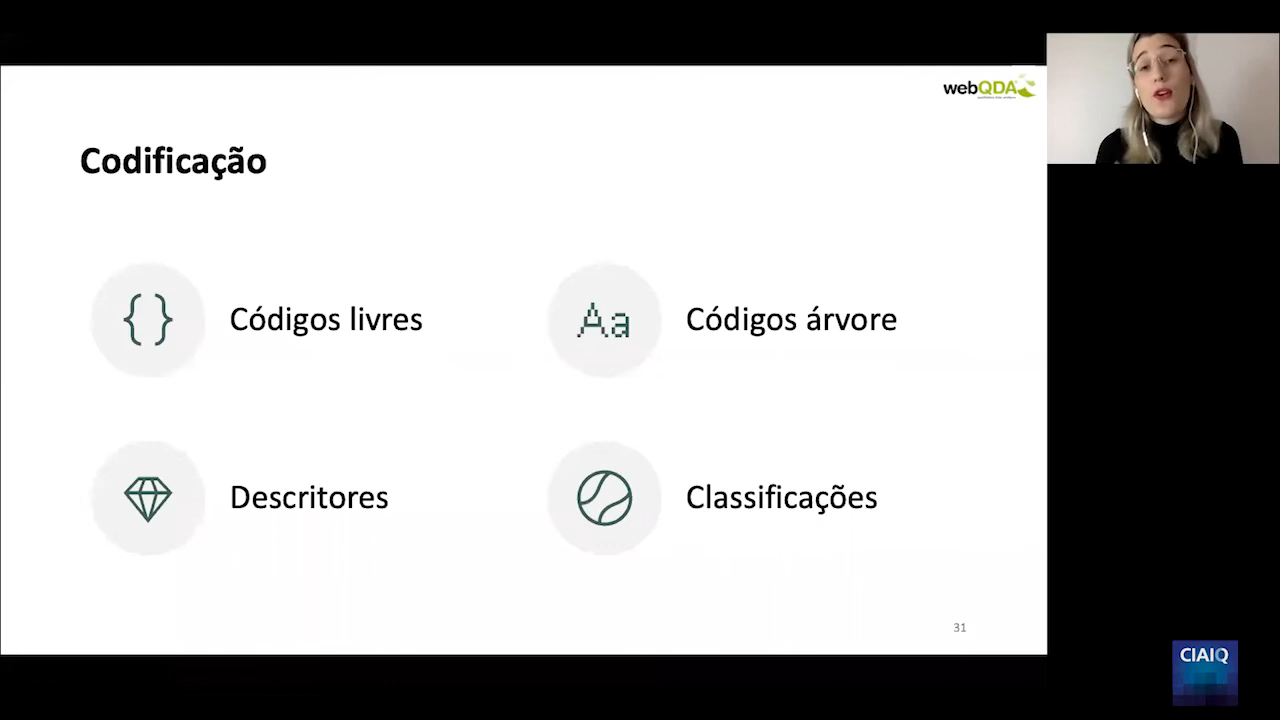 webQDA
Codificação
Códigos livres
Aa
Códigos árvore
Descritores
Classificações
31
CIAIQ